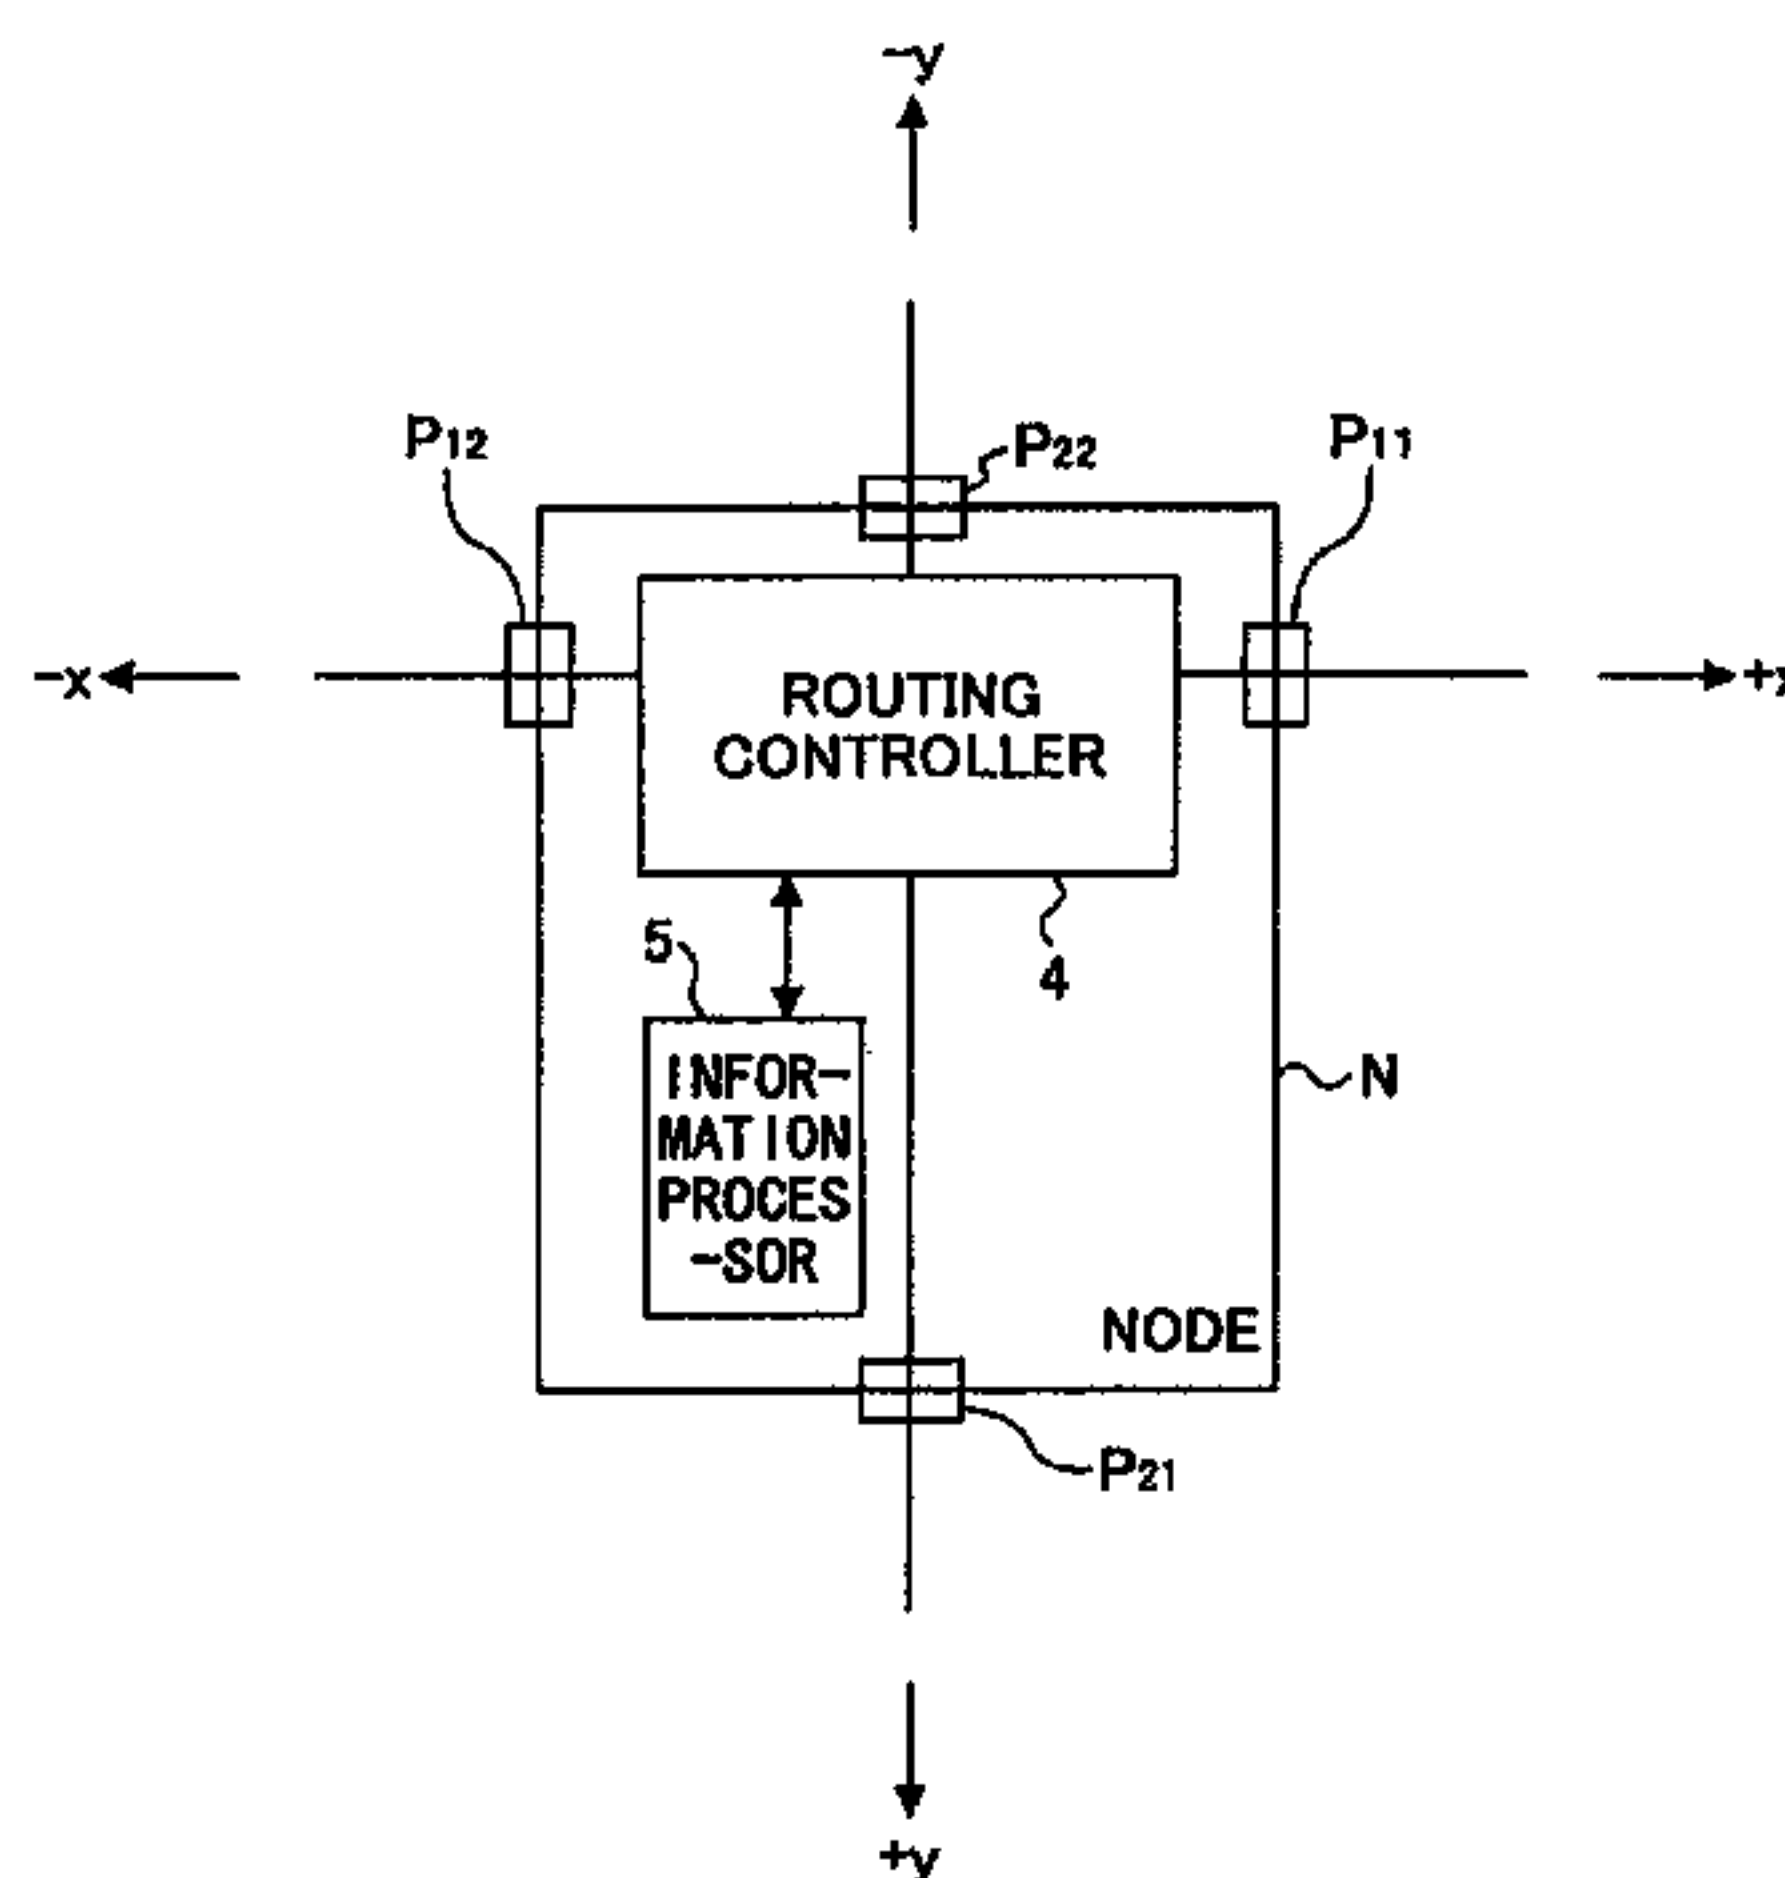 -y
P12
P22
P11
-x
+x
ROUTING
CONTROLLER
5
4
INFOR-
MATION
PROCES
-SOR
N
NODE
P21
+y